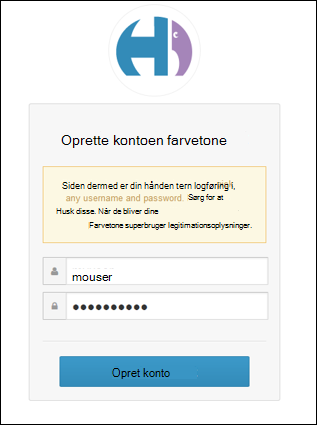 Oprette kontoen farvetone
Siden dermed er din hånden tern logføring i,
any username and password. Sørg for at
Husk disse. Når de bliver dine
Farvetone superbruger legitimationsoplysninger.
mouser
Opret konto